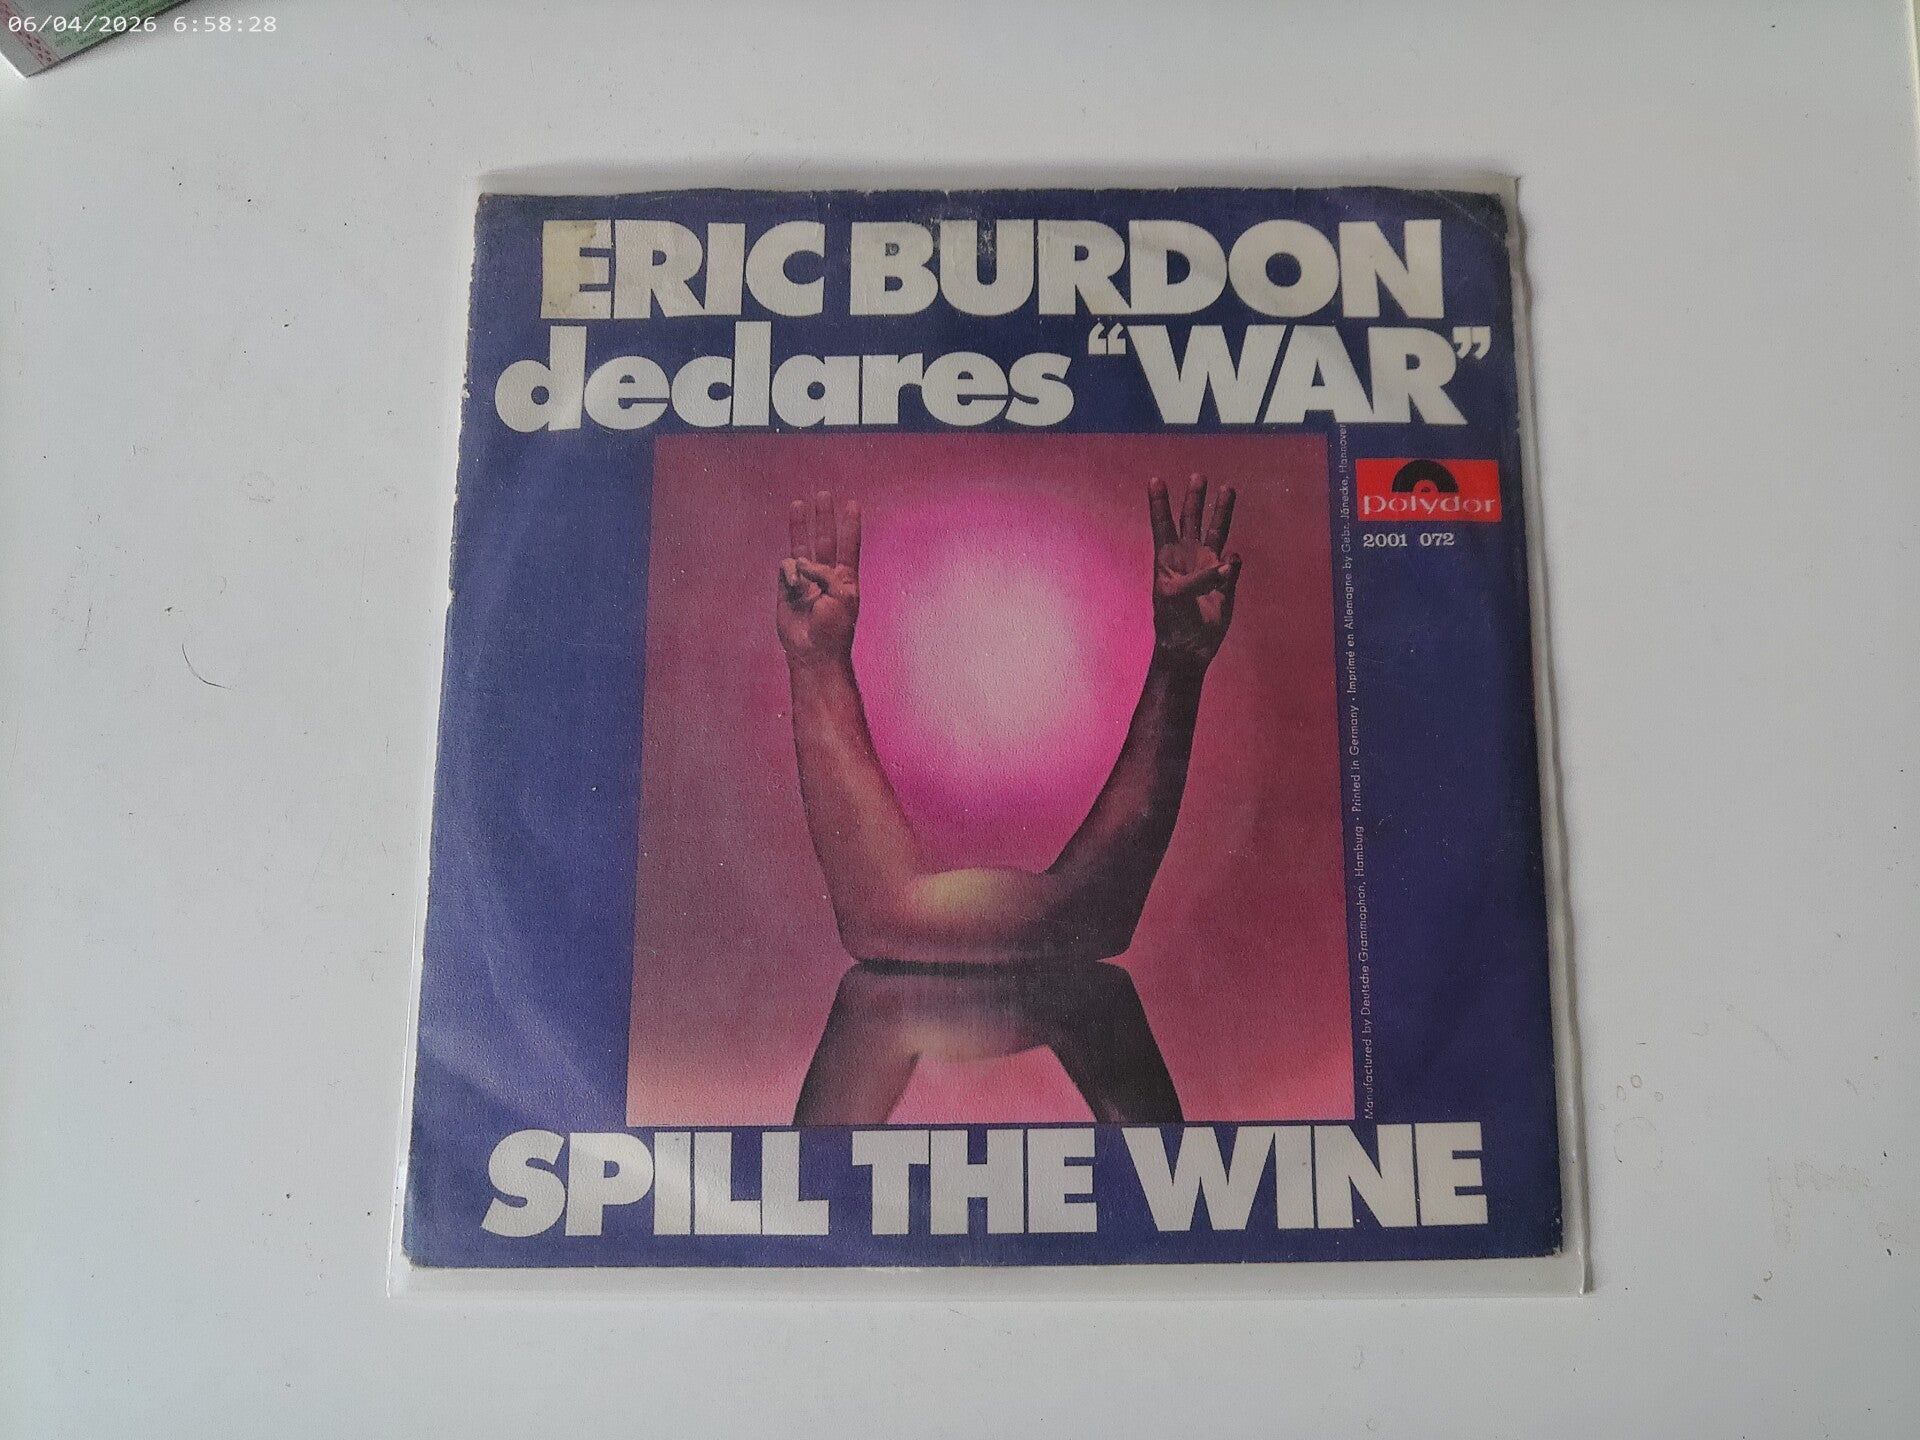 06/04/2026 6:58:28
ERIC BURDON
declares “WAR”
polydor
2001 072
Manufactured by Deutsche Grammophon, Hamburg · Printed in Germany · Imprimé en Allemagne by Gebr. Jänecke, Hannover
SPILL THE WINE